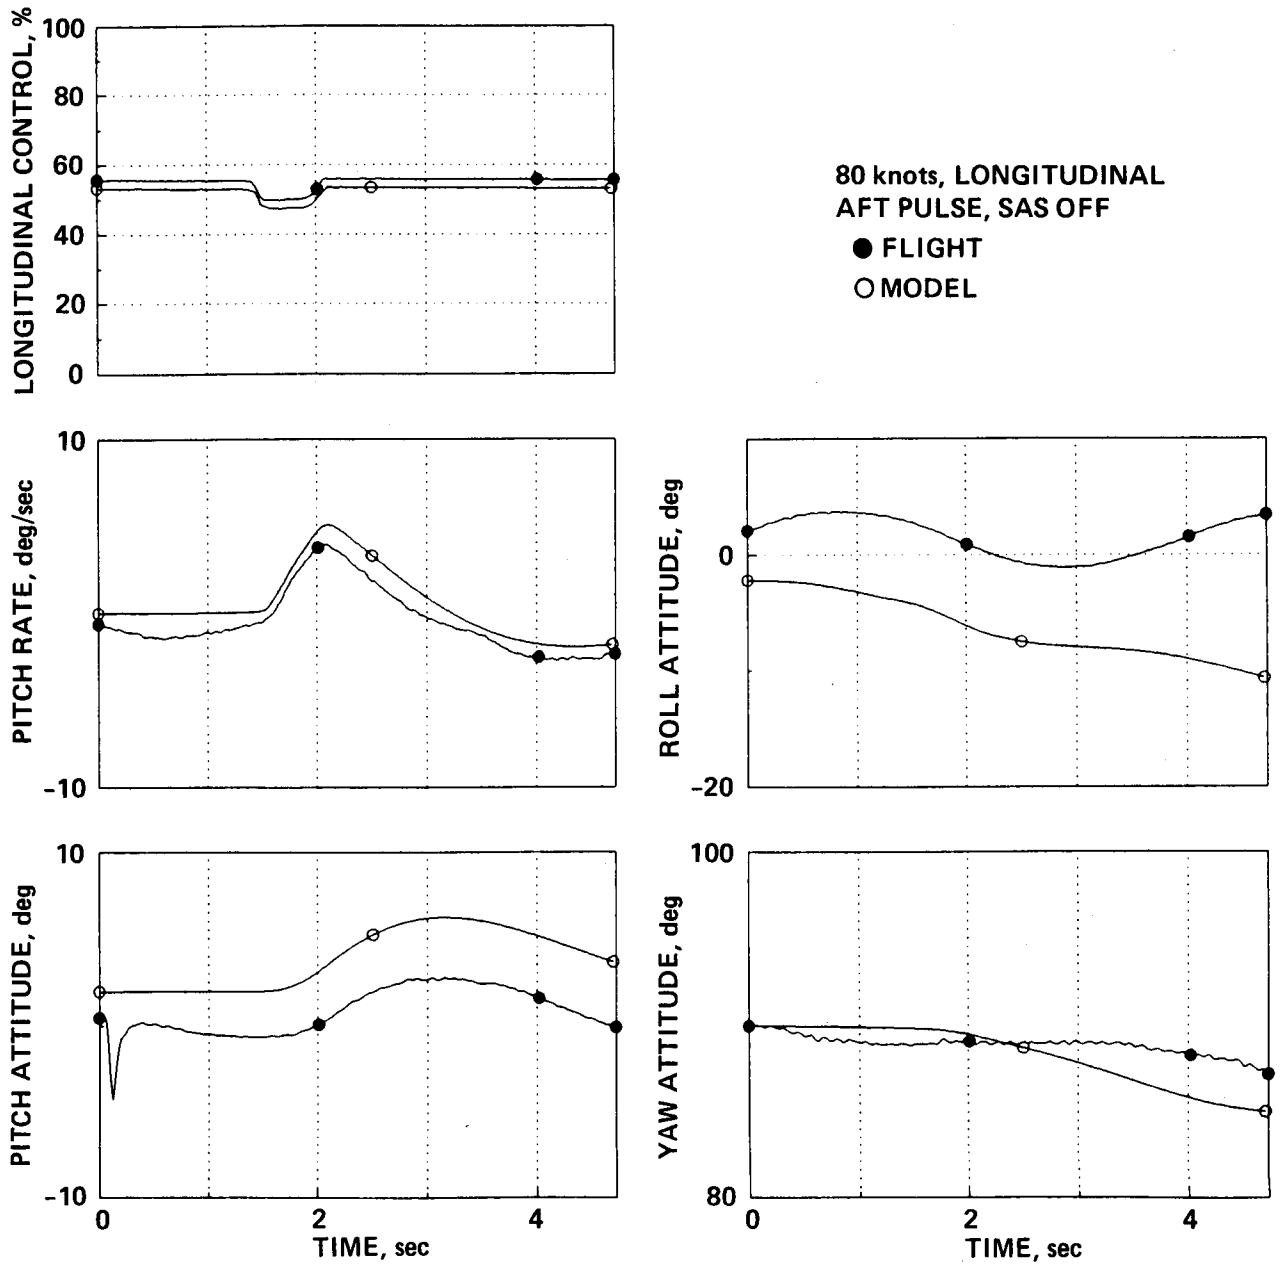 LONGITUDINAL CONTROL, %
100
80
60
40
20
0
80 knots, LONGITUDINAL
AFT PULSE, SAS OFF
● FLIGHT
○ MODEL
PITCH RATE, deg/sec
10
-10
ROLL ATTITUDE, deg
0
-20
PITCH ATTITUDE, deg
10
-10
0 2 4
TIME, sec
YAW ATTITUDE, deg
100
80
0 2 4
TIME, sec